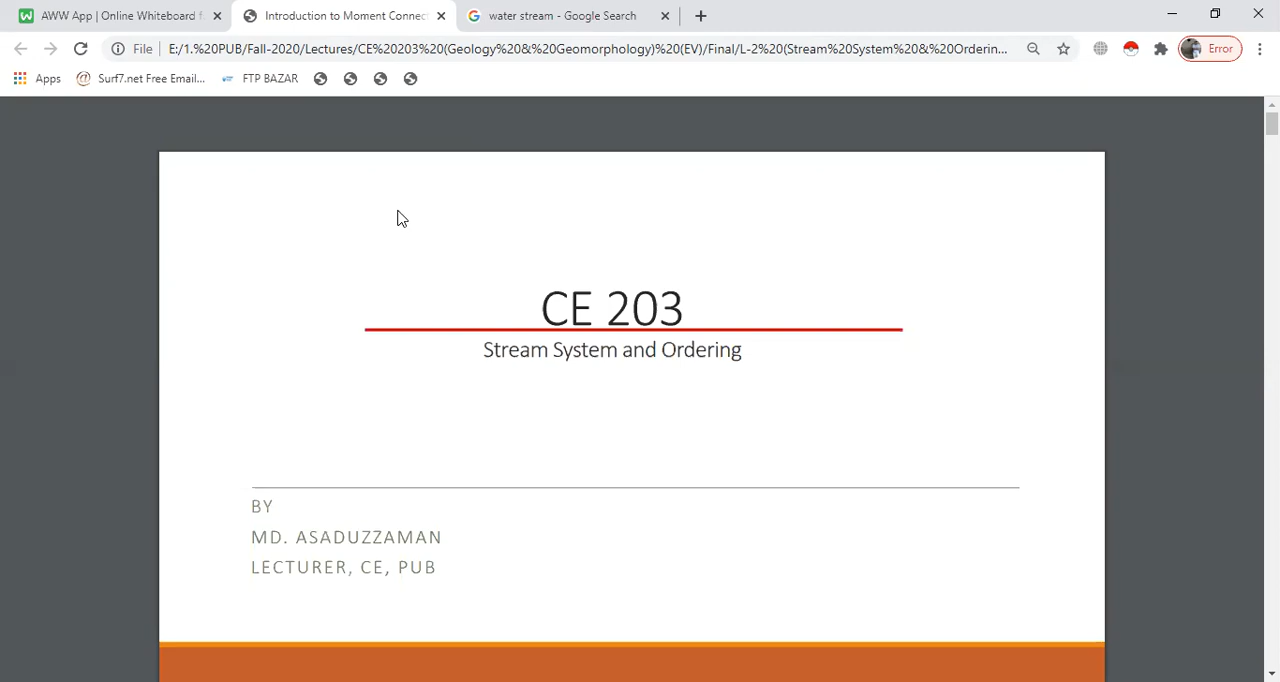 AWW App | Online Whiteboard f
Introduction to Moment Connec
water stream - Google Search
File
E:/1.%20PUB/Fall-2020/Lectures/CE%20203%20(Geology%20&%20Geomorphology)%20(EV)/Final/L-2%20(Stream%20System%20&%20Orderin...
Error
Apps
Surf7.net Free Email...
FTP BAZAR
CE 203
Stream System and Ordering
BY
MD. ASADUZZAMAN
LECTURER, CE, PUB